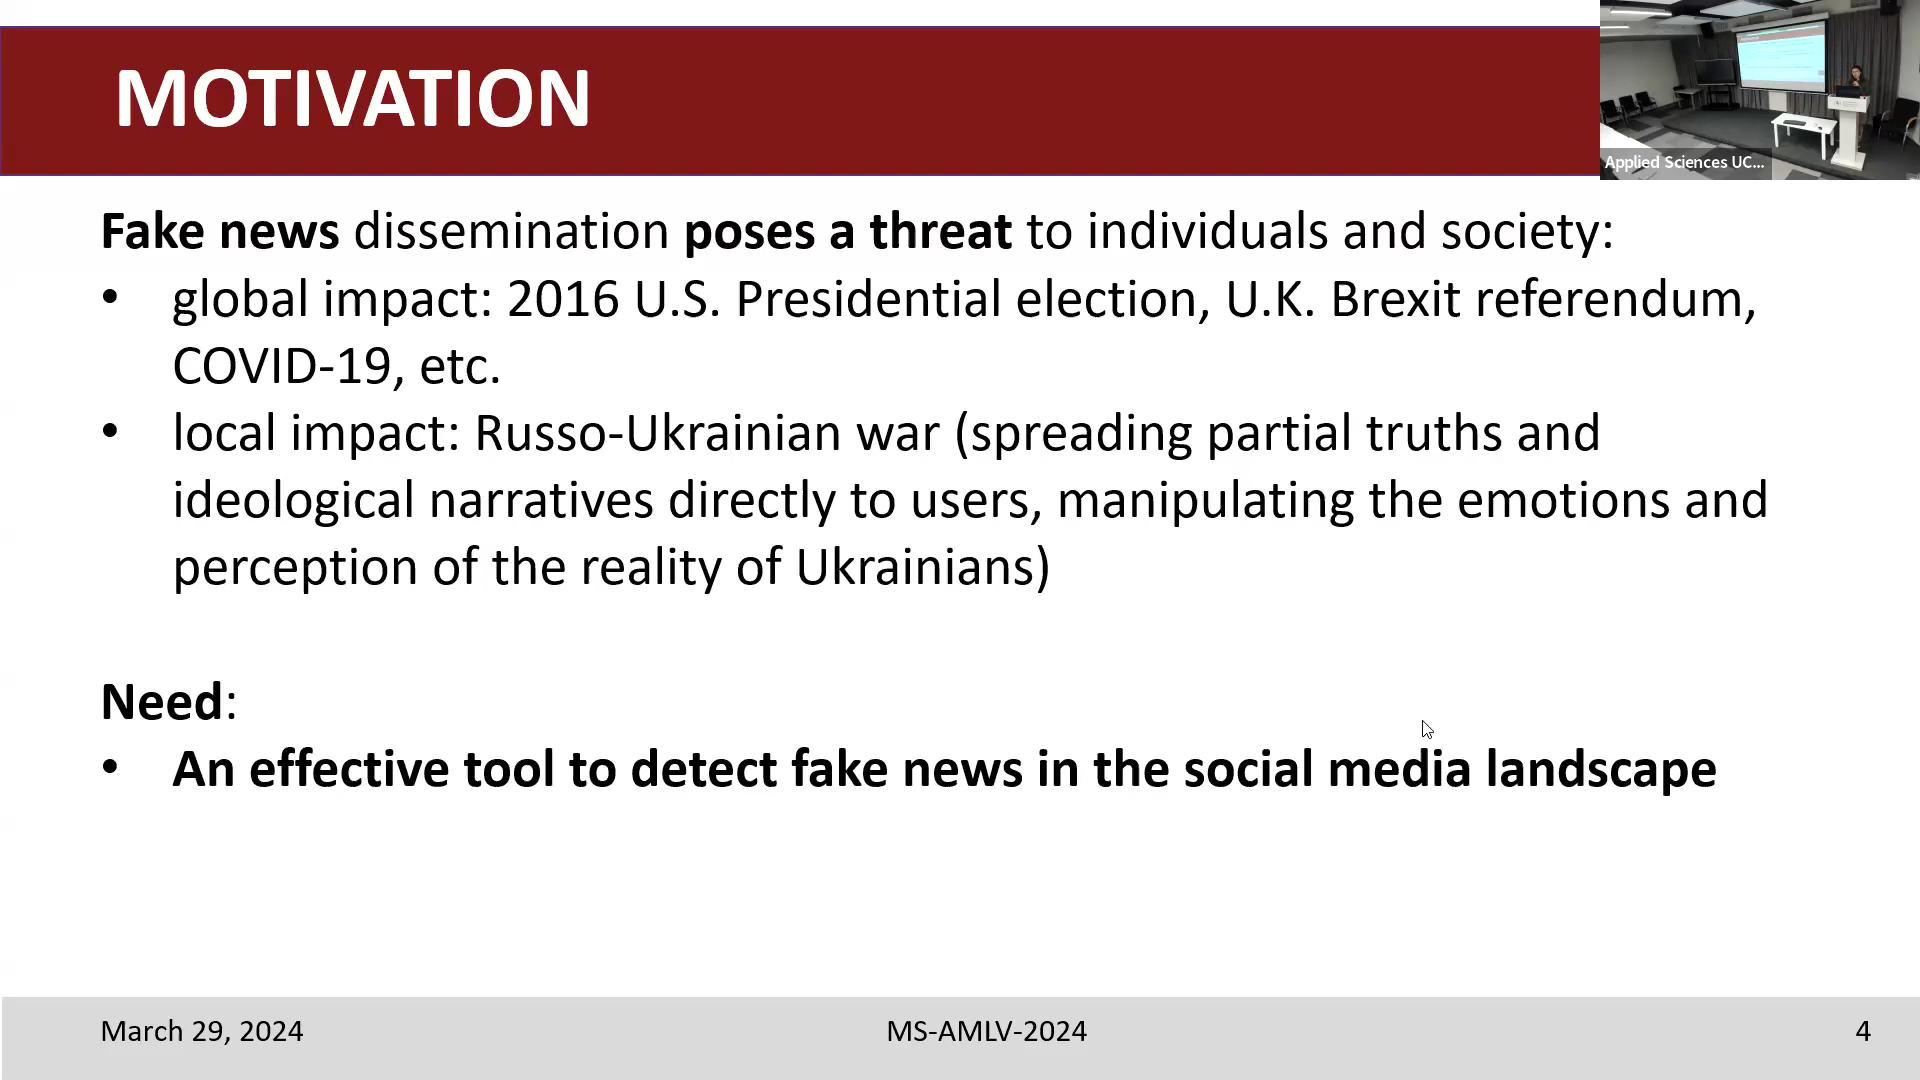 MOTIVATION
Applied Sciences UC...
Fake news dissemination poses a threat to individuals and society:
• global impact: 2016 U.S. Presidential election, U.K. Brexit referendum,
COVID-19, etc.
• local impact: Russo-Ukrainian war (spreading partial truths and
ideological narratives directly to users, manipulating the emotions and
perception of the reality of Ukrainians)
Need:
• An effective tool to detect fake news in the social media landscape
March 29, 2024
MS-AMLV-2024
4